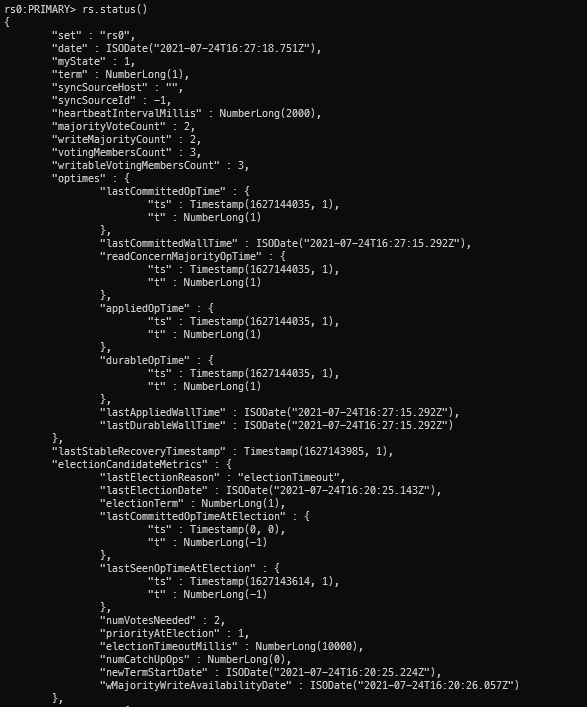 rs0:PRIMARY> rs.status()
{
        "set" : "rs0",
        "date" : ISODate("2021-07-24T16:27:18.751Z"),
        "myState" : 1,
        "term" : NumberLong(1),
        "syncSourceHost" : "",
        "syncSourceId" : -1,
        "heartbeatIntervalMillis" : NumberLong(2000),
        "majorityVoteCount" : 2,
        "writeMajorityCount" : 2,
        "votingMembersCount" : 3,
        "writableVotingMembersCount" : 3,
        "optimes" : {
                "lastCommittedOpTime" : {
                        "ts" : Timestamp(1627144035, 1),
                        "t" : NumberLong(1)
                },
                "lastCommittedWallTime" : ISODate("2021-07-24T16:27:15.292Z"),
                "readConcernMajorityOpTime" : {
                        "ts" : Timestamp(1627144035, 1),
                        "t" : NumberLong(1)
                },
                "appliedOpTime" : {
                        "ts" : Timestamp(1627144035, 1),
                        "t" : NumberLong(1)
                },
                "durableOpTime" : {
                        "ts" : Timestamp(1627144035, 1),
                        "t" : NumberLong(1)
                },
                "lastAppliedWallTime" : ISODate("2021-07-24T16:27:15.292Z"),
                "lastDurableWallTime" : ISODate("2021-07-24T16:27:15.292Z")
        },
        "lastStableRecoveryTimestamp" : Timestamp(1627143985, 1),
        "electionCandidateMetrics" : {
                "lastElectionReason" : "electionTimeout",
                "lastElectionDate" : ISODate("2021-07-24T16:20:25.143Z"),
                "electionTerm" : NumberLong(1),
                "lastCommittedOpTimeAtElection" : {
                        "ts" : Timestamp(0, 0),
                        "t" : NumberLong(-1)
                },
                "lastSeenOpTimeAtElection" : {
                        "ts" : Timestamp(1627143614, 1),
                        "t" : NumberLong(-1)
                },
                "numVotesNeeded" : 2,
                "priorityAtElection" : 1,
                "electionTimeoutMillis" : NumberLong(10000),
                "numCatchUpOps" : NumberLong(0),
                "newTermStartDate" : ISODate("2021-07-24T16:20:25.224Z"),
                "wMajorityWriteAvailabilityDate" : ISODate("2021-07-24T16:20:26.057Z")
        },